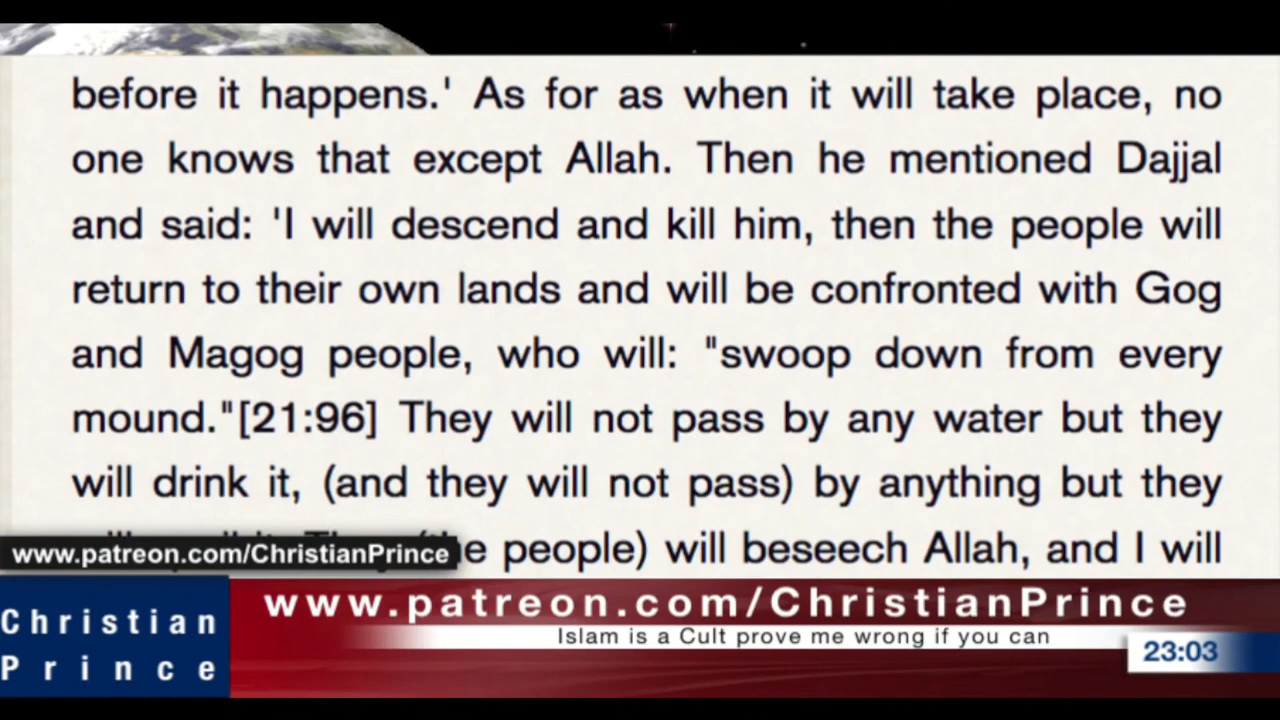 before it happens.' As for as when it will take place, no
one knows that except Allah. Then he mentioned Dajjal
and said: 'I will descend and kill him, then the people will
return to their own lands and will be confronted with Gog
and Magog people, who will: "swoop down from every
mound."[21:96] They will not pass by any water but they
will drink it, (and they will not pass) by anything but they
people) will beseech Allah, and I will
www.patreon.com/ChristianPrince
www.patreon.com/ChristianPrince
Islam is a Cult prove me wrong if you can
Christian
Prince
23:03